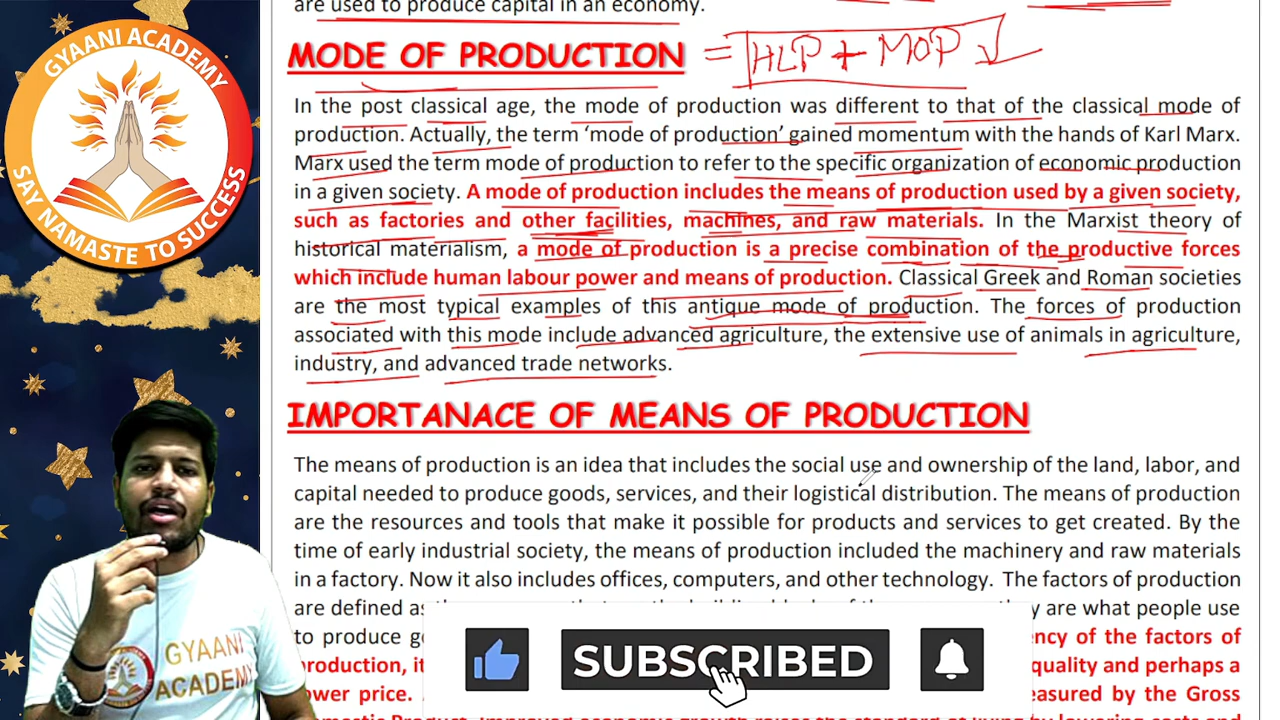 are used to produce capital in an economy.
GYAANI ACADEMY
SAY NAMASTE TO SUCCESS
MODE OF PRODUCTION = HLP + MOP
In the post classical age, the mode of production was different to that of the classical mode of
production. Actually, the term ‘mode of production’ gained momentum with the hands of Karl Marx.
Marx used the term mode of production to refer to the specific organization of economic production
in a given society. A mode of production includes the means of production used by a given society,
such as factories and other facilities, machines, and raw materials. In the Marxist theory of
historical materialism, a mode of production is a precise combination of the productive forces
which include human labour power and means of production. Classical Greek and Roman societies
are the most typical examples of this antique mode of production. The forces of production
associated with this mode include advanced agriculture, the extensive use of animals in agriculture,
industry, and advanced trade networks.
IMPORTANACE OF MEANS OF PRODUCTION
The means of production is an idea that includes the social use and ownership of the land, labor, and
capital needed to produce goods, services, and their logistical distribution. The means of production
are the resources and tools that make it possible for products and services to get created. By the
time of early industrial society, the means of production included the machinery and raw materials
in a factory. Now it also includes offices, computers, and other technology. The factors of production
are defined as they are what people use
to produce of the factors of
production, quality and perhaps a
price. measured by the Gross
SUBSCRIBED
GYAANI
ACADEMY